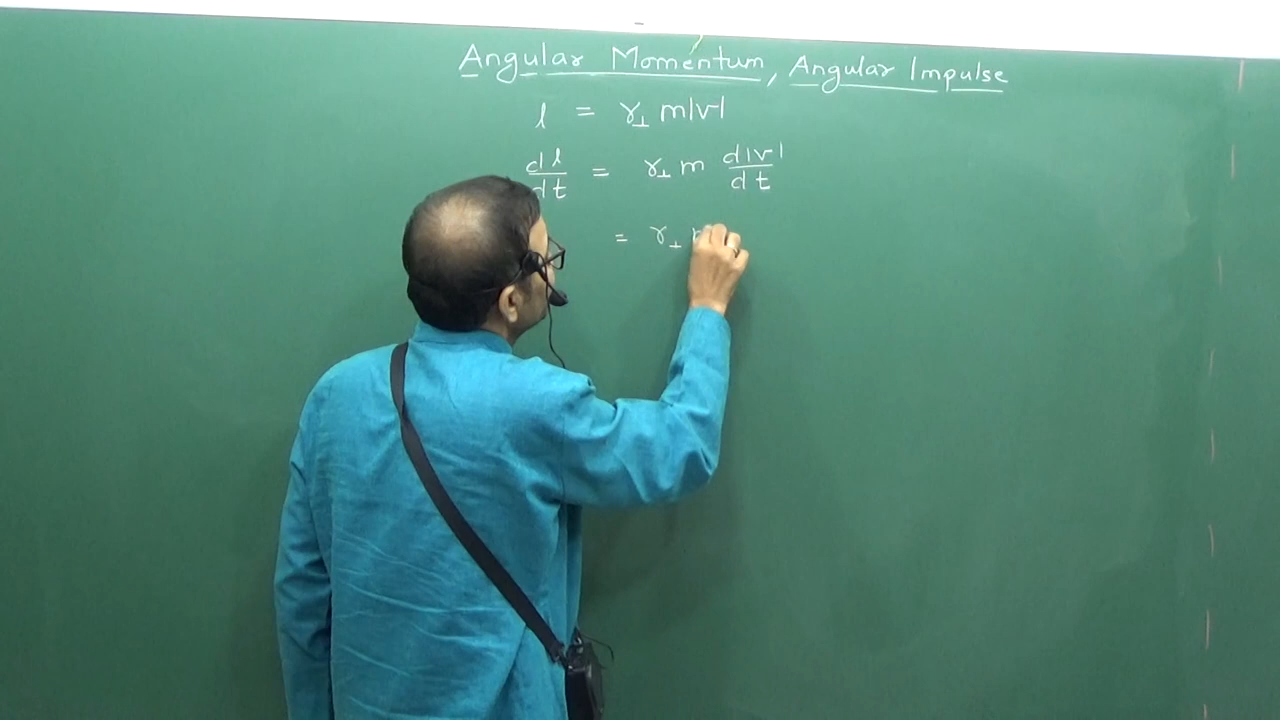 Angular Momentum, Angular Impulse
l = r⊥ m|v|
dl/dt = r⊥ m d|v|/dt
= r⊥